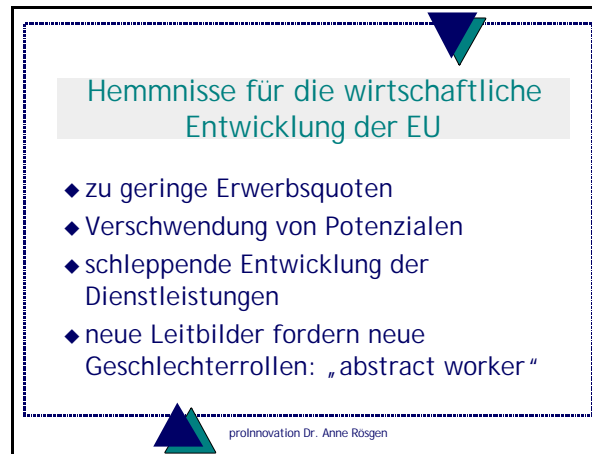 Hemmnisse für die wirtschaftliche
Entwicklung der EU
zu geringe Erwerbsquoten
Verschwendung von Potenzialen
schleppende Entwicklung der
Dienstleistungen
neue Leitbilder fordern neue
Geschlechterrollen: „abstract worker“
proInnovation Dr. Anne Rösgen